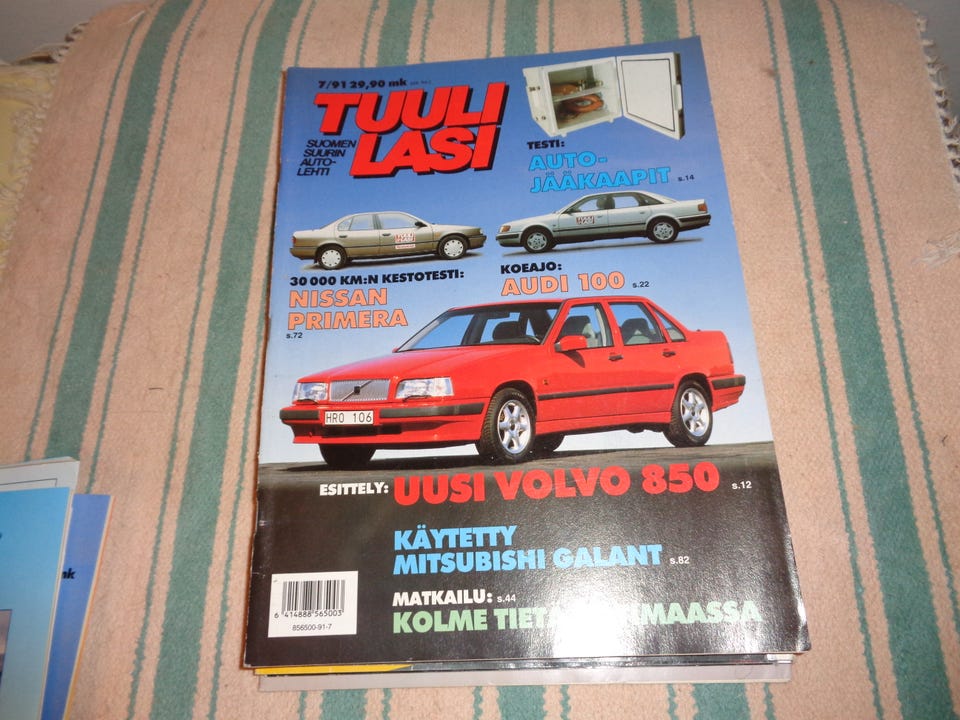 7/91 29,90 mk
TUULI
LASI
SUOMEN
SUURIN
AUTO-
LEHTI
TESTI:
AUTO-
JÄÄKAAPIT s.14
30 000 KM:N KESTOTESTI:
NISSAN
PRIMERA
s.72
KOEAJO:
AUDI 100 s.22
HRO 106
ESITTELY: UUSI VOLVO 850 s.12
KÄYTETTY
MITSUBISHI GALANT s.82
MATKAILU: s.44
KOLME
6 414888 565003
856500-91-7